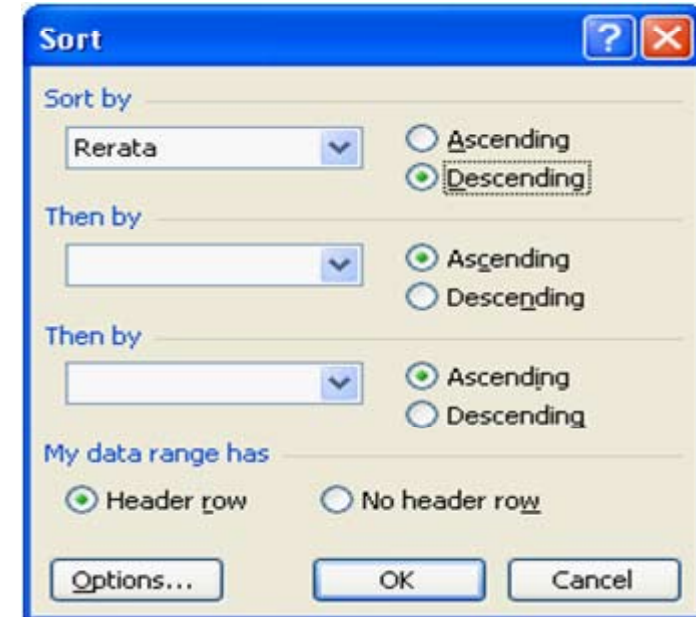 Sort
Sort by
Rerata
Ascending
Descending
Then by
Ascending
Descending
Then by
Ascending
Descending
My data range has
Header row No header row
Options... OK Cancel